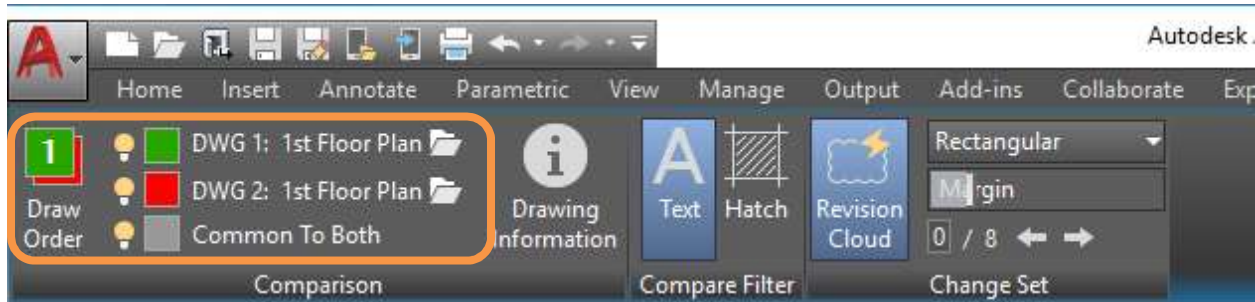 Autodesk
Home Insert Annotate Parametric View Manage Output Add-ins Collaborate Exp
1 DWG 1: 1st Floor Plan
DWG 2: 1st Floor Plan
Common To Both
Draw
Order
Drawing
Information
Comparison
Text
Hatch
Compare Filter
Revision
Cloud
Rectangular
Margin
0 / 8
Change Set